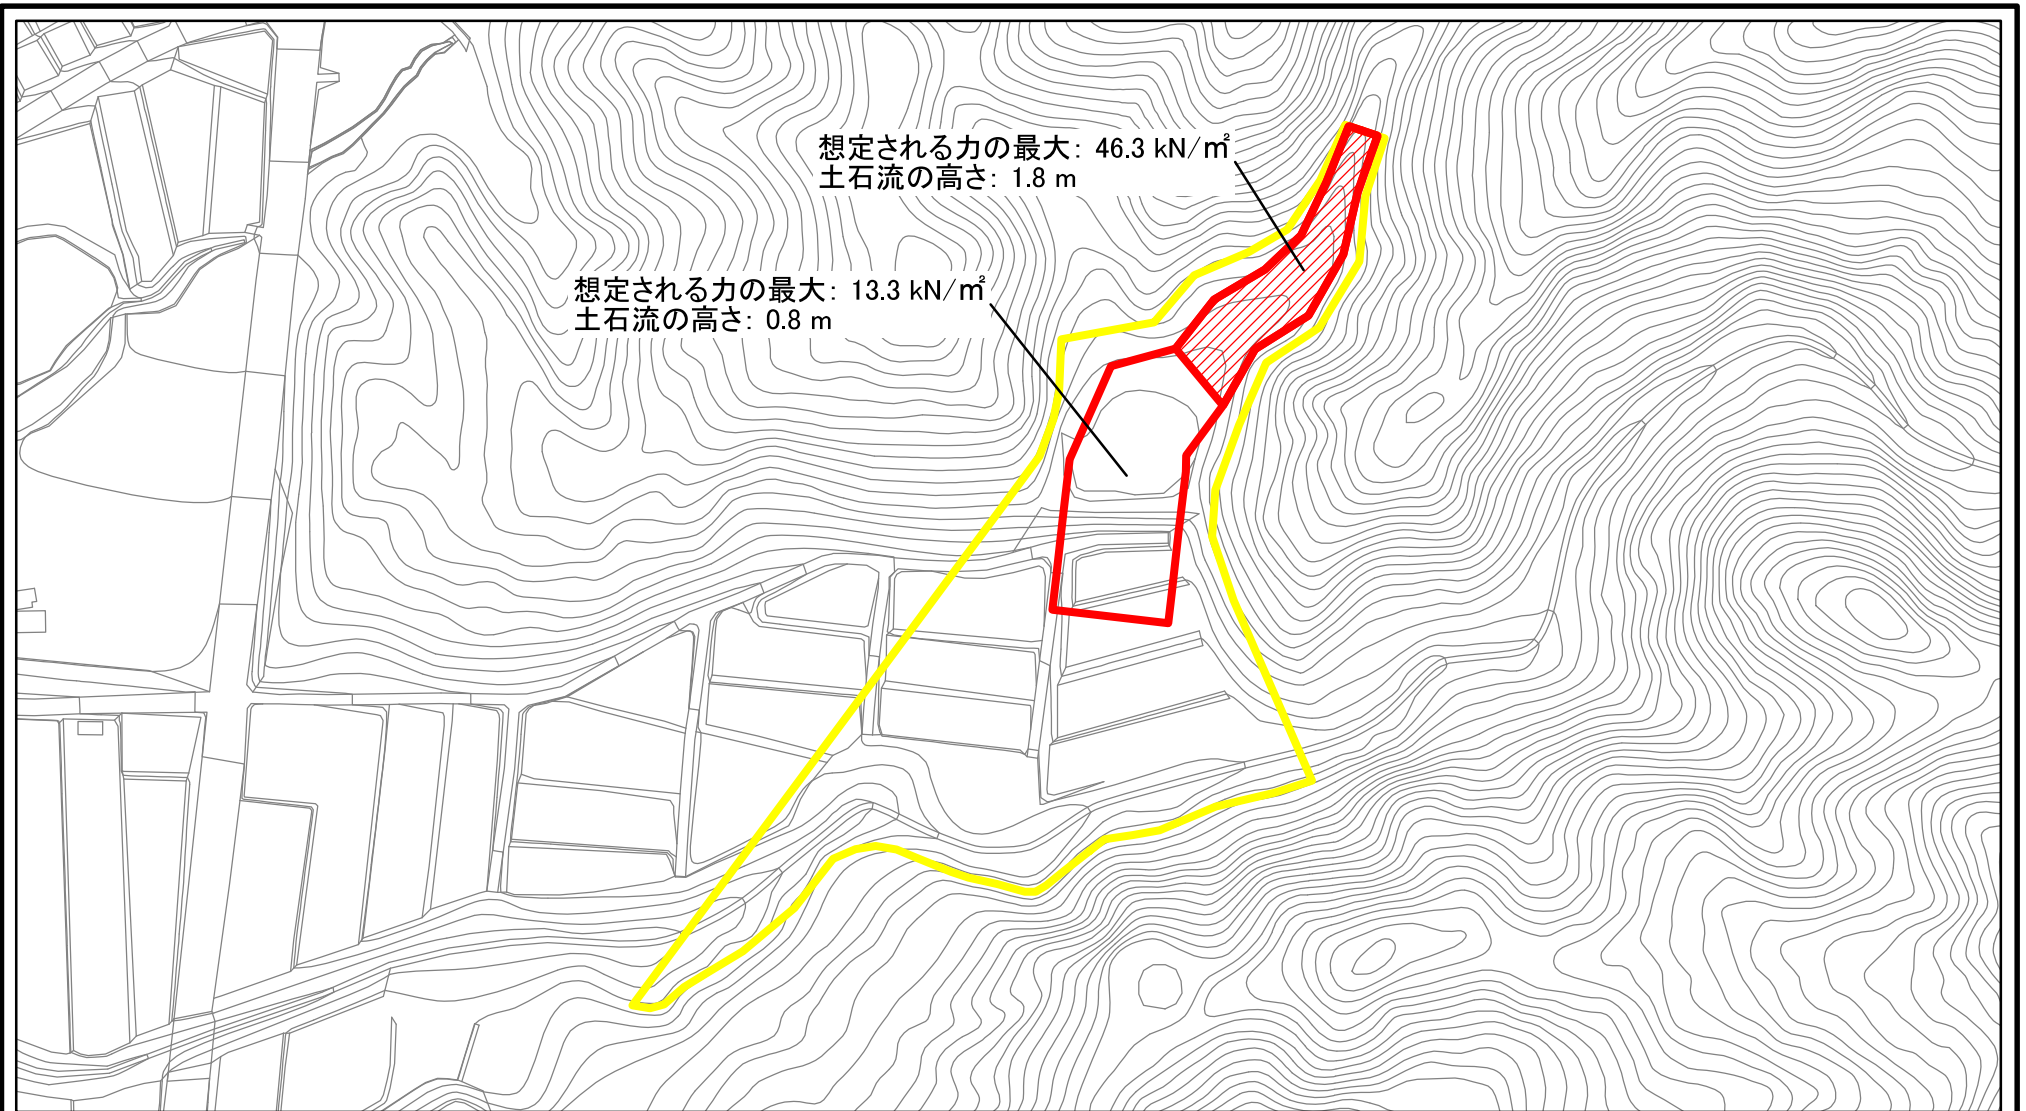 想定される力の最大: 46.3 kN/㎡
土石流の高さ: 1.8 m
想定される力の最大: 13.3 kN/㎡
土石流の高さ: 0.8 m